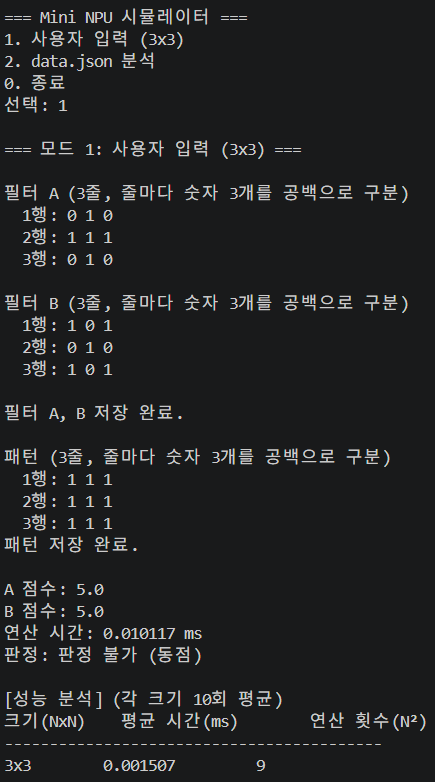 === Mini NPU 시뮬레이터 ===
1. 사용자 입력 (3x3)
2. data.json 분석
0. 종료
선택: 1
=== 모드 1: 사용자 입력 (3x3) ===
필터 A (3줄, 줄마다 숫자 3개를 공백으로 구분)
1행: 0 1 0
2행: 1 1 1
3행: 0 1 0
필터 B (3줄, 줄마다 숫자 3개를 공백으로 구분)
1행: 1 0 1
2행: 0 1 0
3행: 1 0 1
필터 A, B 저장 완료.
패턴 (3줄, 줄마다 숫자 3개를 공백으로 구분)
1행: 1 1 1
2행: 1 1 1
3행: 1 1 1
패턴 저장 완료.
A 점수: 5.0
B 점수: 5.0
연산 시간: 0.010117 ms
판정: 판정 불가 (동점)
[성능 분석] (각 크기 10회 평균)
크기(NxN) 평균 시간(ms) 연산 횟수(N²)
------------------------------------------
3x3 0.001507 9